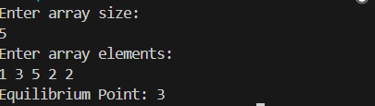 Enter array size:
5
Enter array elements:
1 3 5 2 2
Equilibrium Point: 3